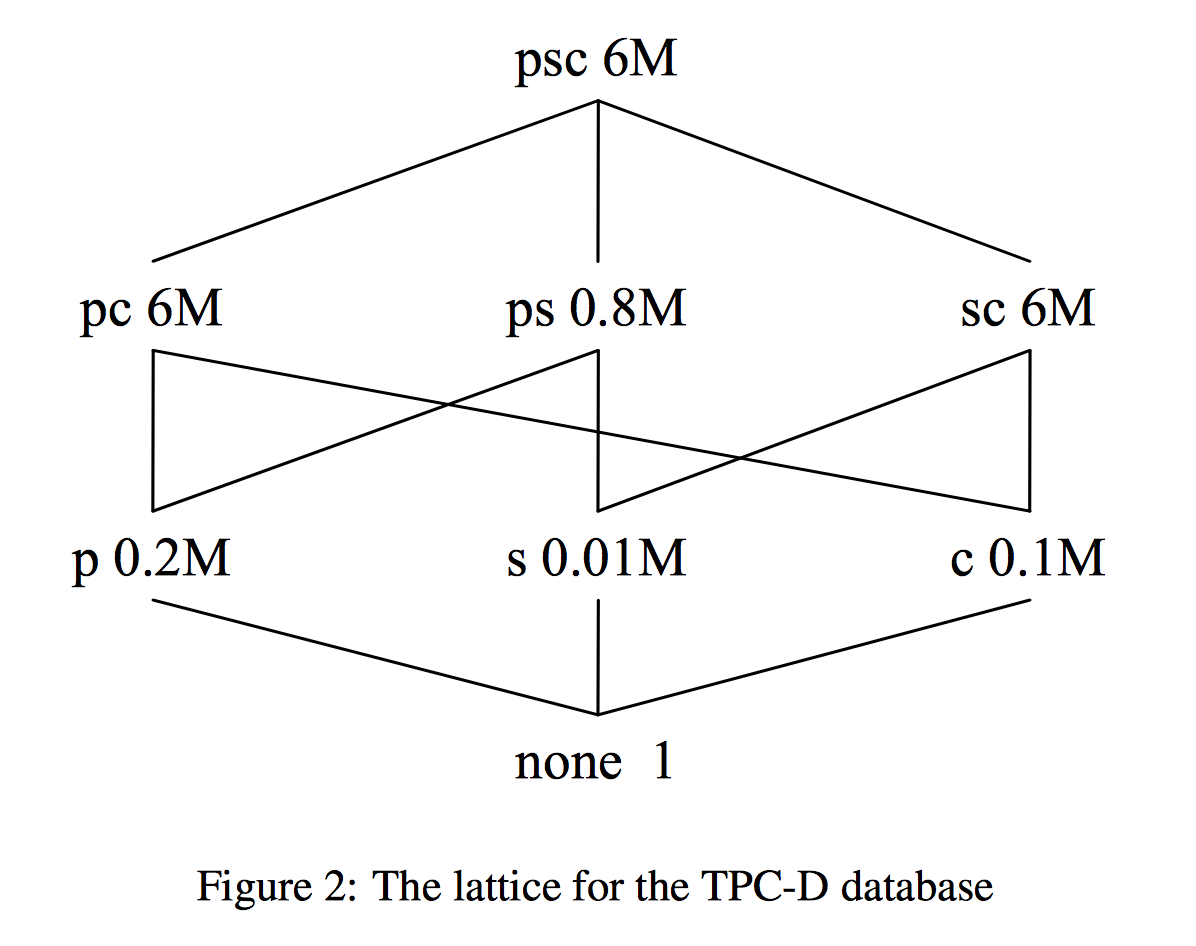 psc 6M
pc 6M ps 0.8M sc 6M
p 0.2M s 0.01M c 0.1M
none 1
Figure 2: The lattice for the TPC-D database